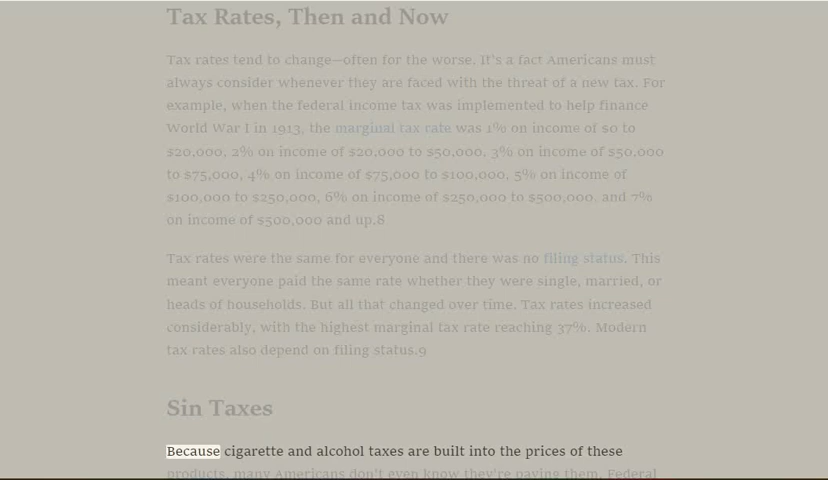 Tax Rates, Then and Now
Tax rates tend to change—often for the worse. It's a fact Americans must
always consider whenever they are faced with the threat of a new tax. For
example, when the federal income tax was implemented to help finance
World War I in 1913, the marginal tax rate was 1% on income of $0 to
$20,000, 2% on income of $20,000 to $50,000, 3% on income of $50,000
to $75,000, 4% on income of $75,000 to $100,000, 5% on income of
$100,000 to $250,000, 6% on income of $250,000 to $500,000, and 7%
on income of $500,000 and up.8
Tax rates were the same for everyone and there was no filing status. This
meant everyone paid the same rate whether they were single, married, or
heads of households. But all that changed over time. Tax rates increased
considerably, with the highest marginal tax rate reaching 37%. Modern
tax rates also depend on filing status.9
Sin Taxes
Because cigarette and alcohol taxes are built into the prices of these
products, many Americans don't even know they're paying them. Federal